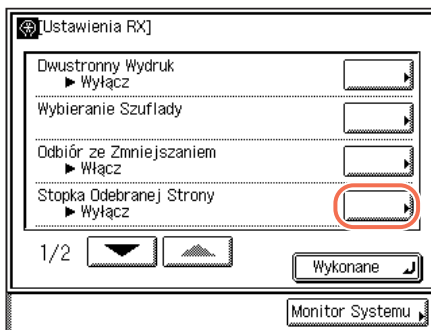 [Ustawienia RX]
Dwustronny Wydruk
► Wyłącz
Wybieranie Szuflady
Odbiór ze Zmniejszaniem
► Włącz
Stopka Odebranej Strony
► Wyłącz
1/2
Wykonane
Monitor Systemu